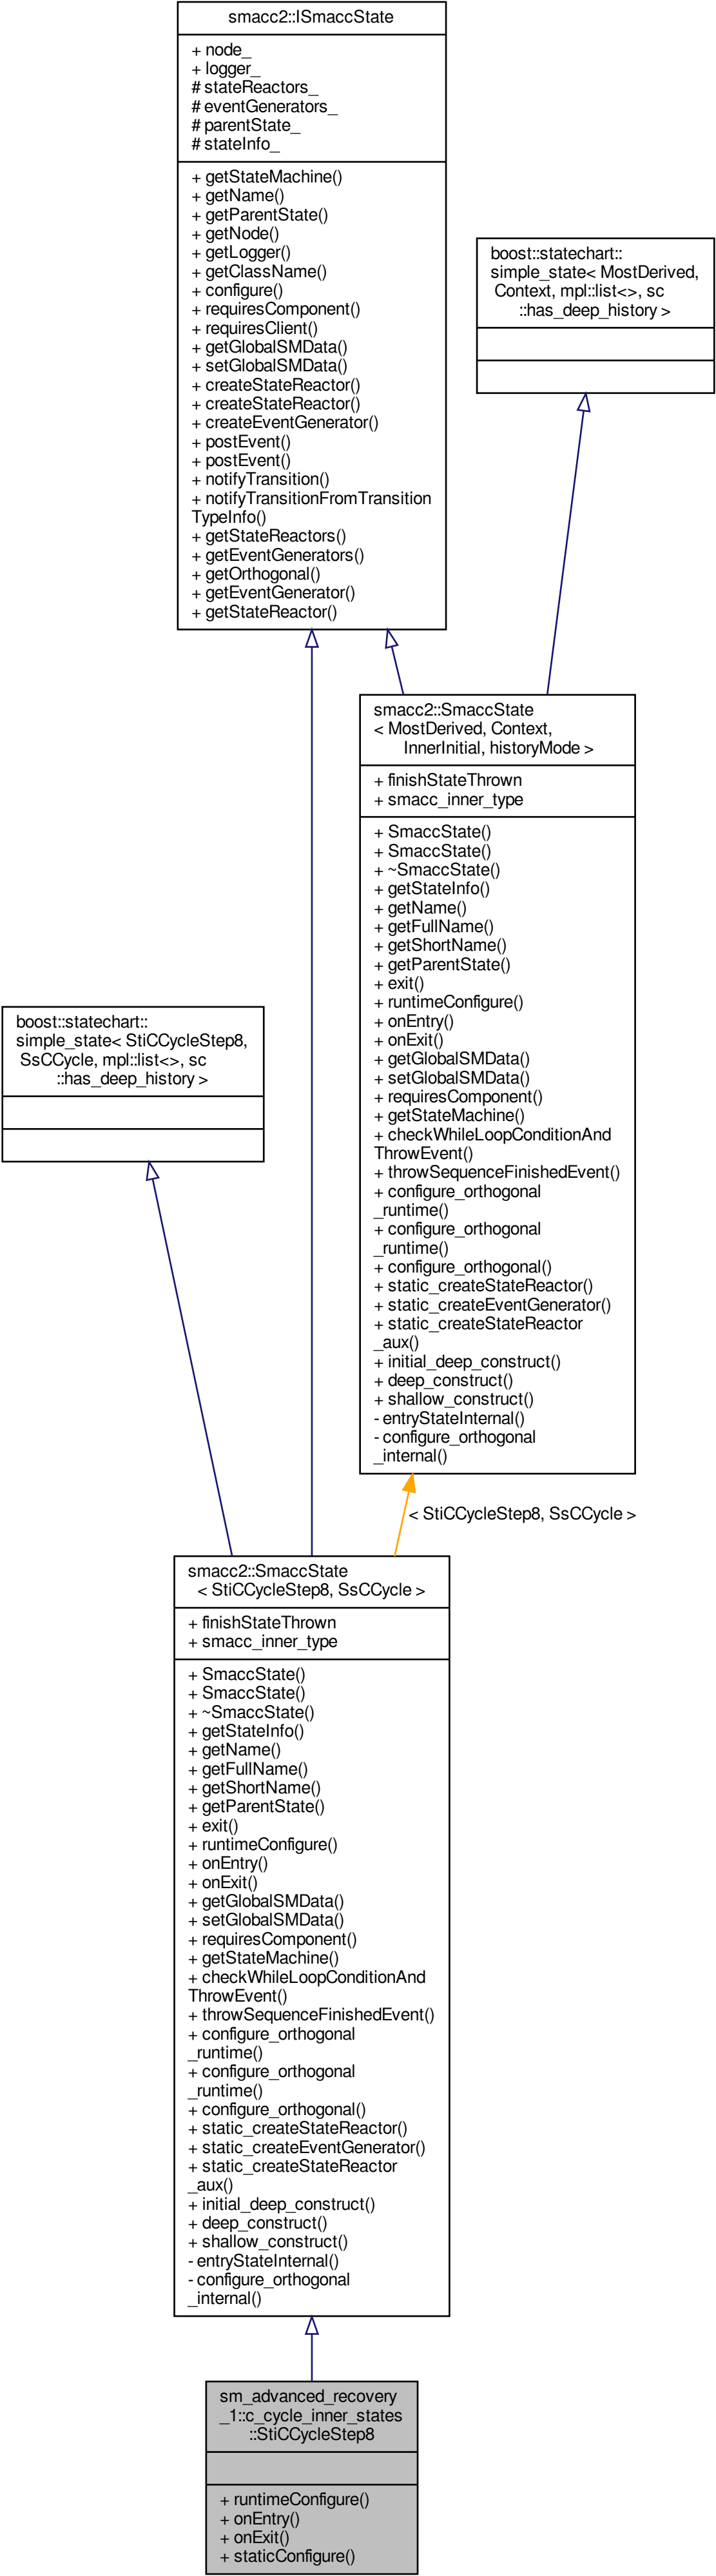 smacc2::ISmaccState
+ node_
+ logger_
# stateReactors_
# eventGenerators_
# parentState_
# stateInfo_
+ getStateMachine()
+ getName()
+ getParentState()
+ getNode()
+ getLogger()
+ getClassName()
+ configure()
+ requiresComponent()
+ requiresClient()
+ getGlobalSMData()
+ setGlobalSMData()
+ createStateReactor()
+ createStateReactor()
+ createEventGenerator()
+ postEvent()
+ postEvent()
+ notifyTransition()
+ notifyTransitionFromTransition
TypeInfo()
+ getStateReactors()
+ getEventGenerators()
+ getOrthogonal()
+ getEventGenerator()
+ getStateReactor()
boost::statechart::
simple_state< MostDerived,
Context, mpl::list<>, sc
::has_deep_history >
smacc2::SmaccState
< MostDerived, Context,
InnerInitial, historyMode >
+ finishStateThrown
+ smacc_inner_type
+ SmaccState()
+ SmaccState()
+ ~SmaccState()
+ getStateInfo()
+ getName()
+ getFullName()
+ getShortName()
+ getParentState()
+ exit()
+ runtimeConfigure()
+ onEntry()
+ onExit()
+ getGlobalSMData()
+ setGlobalSMData()
+ requiresComponent()
+ getStateMachine()
+ checkWhileLoopConditionAnd
ThrowEvent()
+ throwSequenceFinishedEvent()
+ configure_orthogonal
_runtime()
+ configure_orthogonal
_runtime()
+ configure_orthogonal()
+ static_createStateReactor()
+ static_createEventGenerator()
+ static_createStateReactor
_aux()
+ initial_deep_construct()
+ deep_construct()
+ shallow_construct()
- entryStateInternal()
- configure_orthogonal
_internal()
boost::statechart::
simple_state< StiCCycleStep8,
SsCCycle, mpl::list<>, sc
::has_deep_history >
< StiCCycleStep8, SsCCycle >
smacc2::SmaccState
< StiCCycleStep8, SsCCycle >
+ finishStateThrown
+ smacc_inner_type
+ SmaccState()
+ SmaccState()
+ ~SmaccState()
+ getStateInfo()
+ getName()
+ getFullName()
+ getShortName()
+ getParentState()
+ exit()
+ runtimeConfigure()
+ onEntry()
+ onExit()
+ getGlobalSMData()
+ setGlobalSMData()
+ requiresComponent()
+ getStateMachine()
+ checkWhileLoopConditionAnd
ThrowEvent()
+ throwSequenceFinishedEvent()
+ configure_orthogonal
_runtime()
+ configure_orthogonal
_runtime()
+ configure_orthogonal()
+ static_createStateReactor()
+ static_createEventGenerator()
+ static_createStateReactor
_aux()
+ initial_deep_construct()
+ deep_construct()
+ shallow_construct()
- entryStateInternal()
- configure_orthogonal
_internal()
sm_advanced_recovery
_1::c_cycle_inner_states
::StiCCycleStep8
+ runtimeConfigure()
+ onEntry()
+ onExit()
+ staticConfigure()